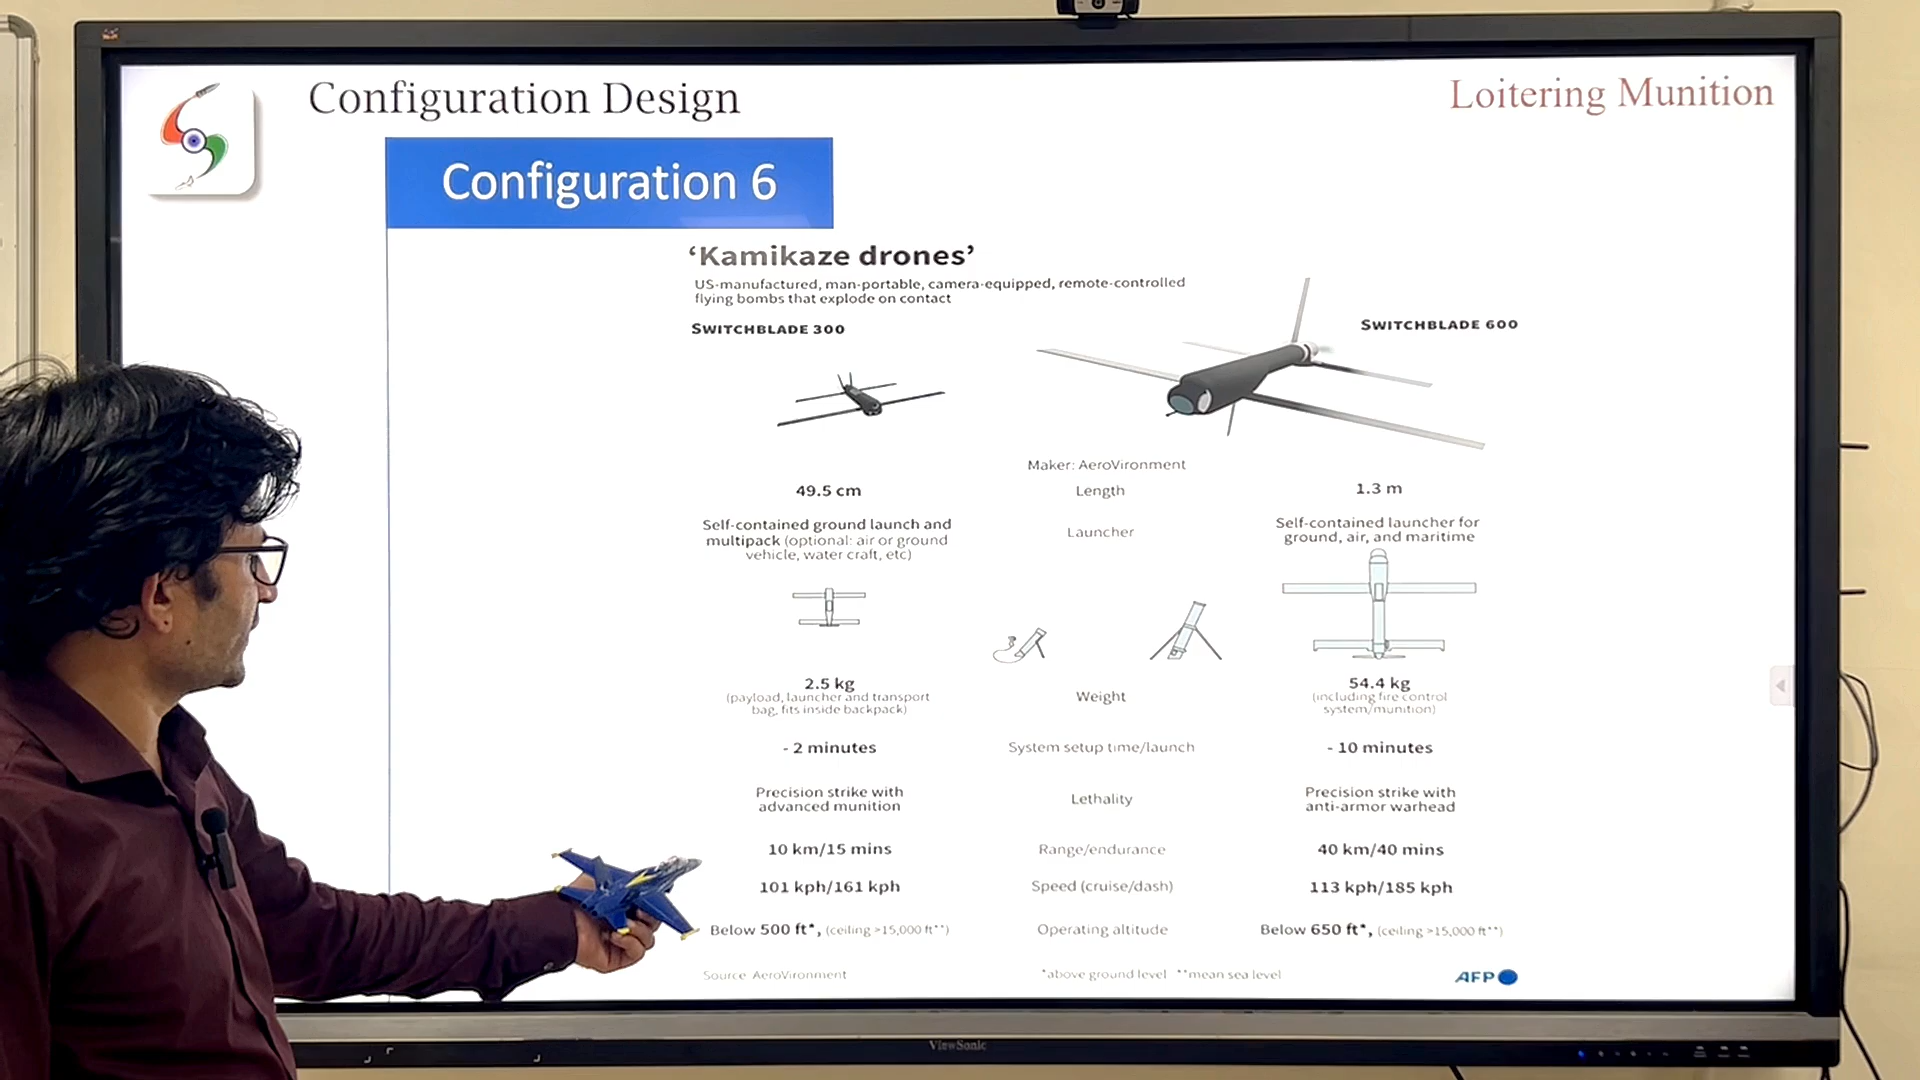 Configuration Design
Loitering Munition
Configuration 6
‘Kamikaze drones’
US-manufactured, man-portable, camera-equipped, remote-controlled
flying bombs that explode on contact
SWITCHBLADE 300
SWITCHBLADE 600
Maker: AeroVironment
49.5 cm
Length
1.3 m
Self-contained ground launch and
multipack (optional: air or ground
vehicle, water craft, etc)
Launcher
Self-contained launcher for
ground, air, and maritime
2.5 kg
(payload, launcher and transport
bag, fits inside backpack)
Weight
54.4 kg
(including fire control
system/munition)
- 2 minutes
System setup time/launch
- 10 minutes
Precision strike with
advanced munition
Lethality
Precision strike with
anti-armor warhead
10 km/15 mins
Range/endurance
40 km/40 mins
101 kph/161 kph
Speed (cruise/dash)
113 kph/185 kph
Below 500 ft*, (ceiling >15,000 ft**)
Operating altitude
Below 650 ft*, (ceiling >15,000 ft**)
Source AeroVironment
*above ground level **mean sea level
AFP
ViewSonic